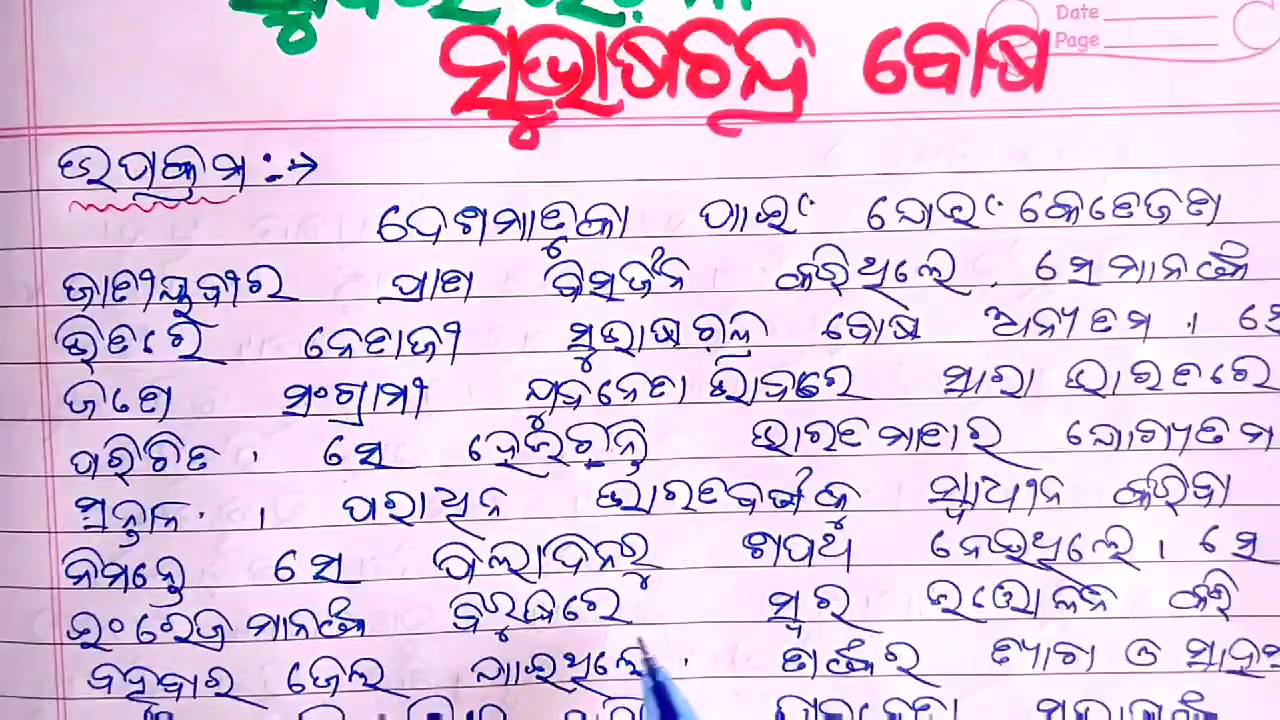 ସୁଭାଷଚନ୍ଦ୍ର ବୋଷ
Date
Page
ଉପକ୍ରମ :→
ଦେଶମାତୃକା ପାଇଁ ଯେଉଁ କେତେଜଣ
ଜାତୀୟବୀର ପ୍ରାଣ ବିସର୍ଜନ କରିଥିଲେ, ସେମାନଙ୍କ
ଭିତରେ ନେତାଜୀ ସୁଭାଷଚନ୍ଦ୍ର ବୋଷ ଅନ୍ୟତମ । ସେ
ଜଣେ ସଂଗ୍ରାମୀ ଯୁବନେତା ଭାବରେ ସାରା ଭାରତରେ
ପରିଚିତ । ସେ ହେଉଛନ୍ତି ଭାରତମାତାର ଯୋଗ୍ୟତମ
ସନ୍ତାନ । ପରାଧିନ ଭାରତବର୍ଷକୁ ସ୍ୱାଧୀନ କରିବା
ନିମନ୍ତେ ସେ ପିଲାଦିନରୁ ଶପଥ ନେଇଥିଲେ । ସେ
ଇଂରେଜମାନଙ୍କ ବିରୁଦ୍ଧରେ ସ୍ୱର ଉତ୍ତୋଳନ କରି
ବହୁବାର ଜେଲ ଯାଇଥିଲେ । ତାଙ୍କର ତ୍ୟାଗ ଓ